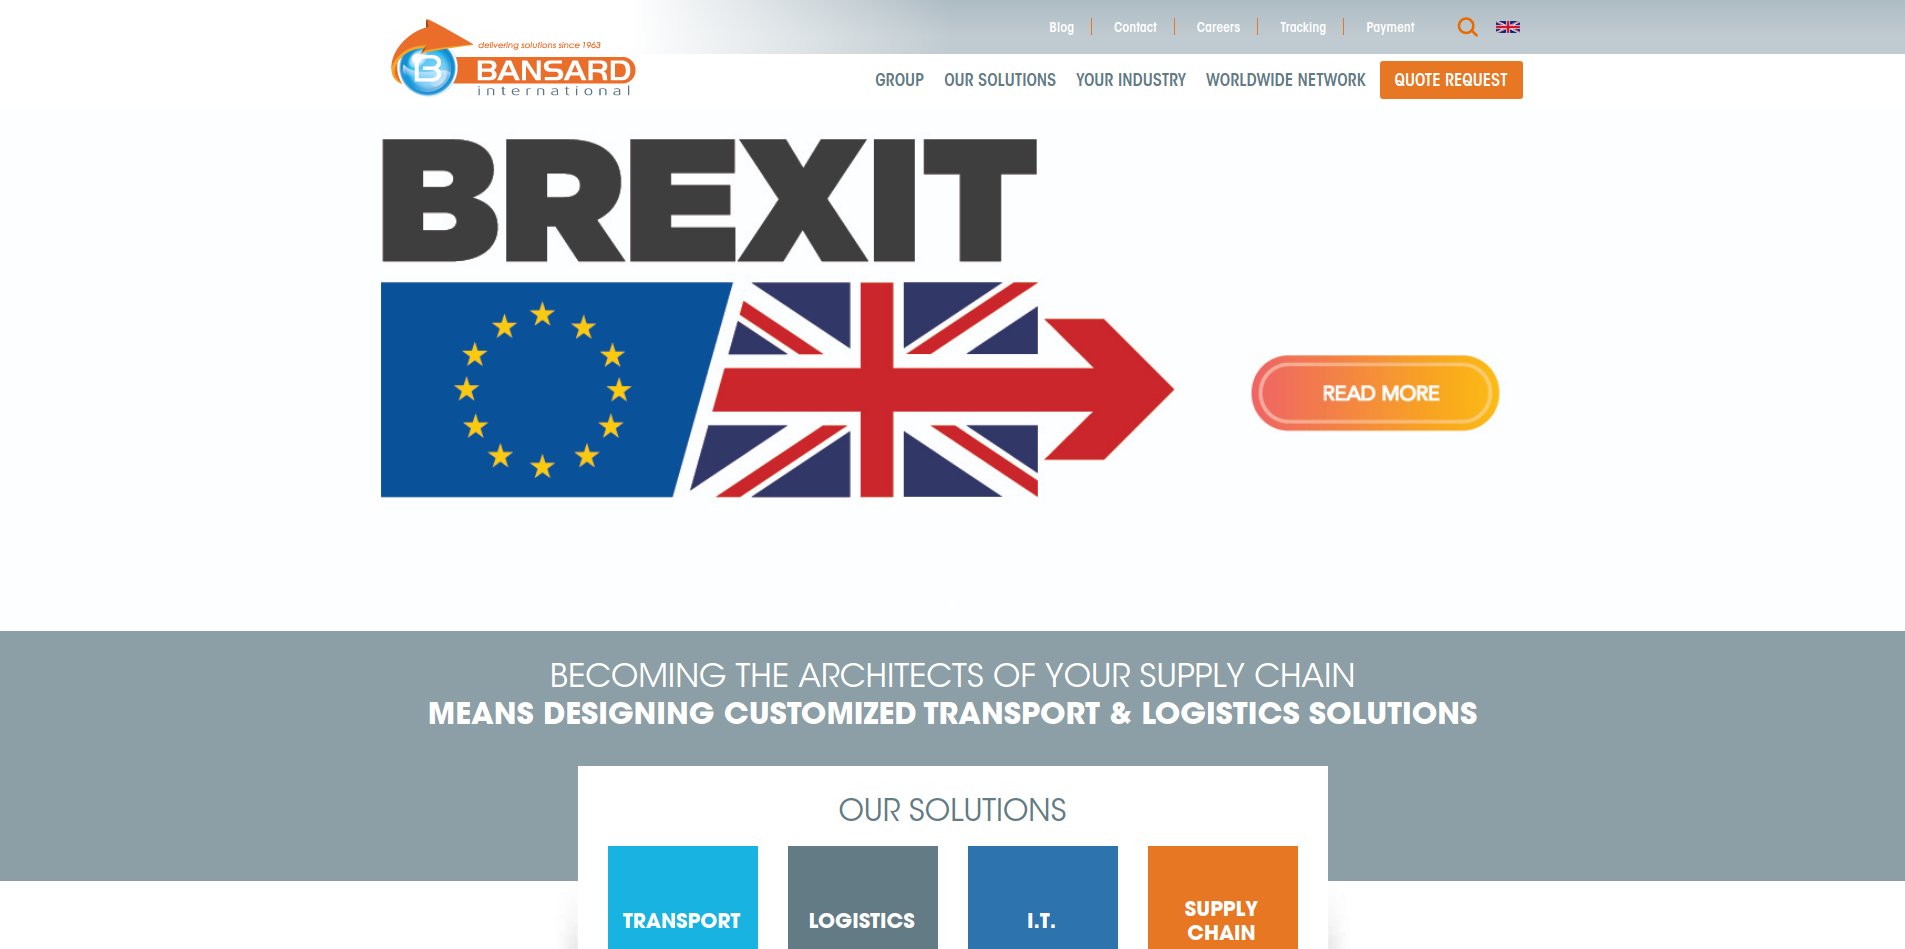 Blog
Contact
Careers
Tracking
Payment
delivering solutions since 1963
B
BANSARD
international
GROUP
OUR SOLUTIONS
YOUR INDUSTRY
WORLDWIDE NETWORK
QUOTE REQUEST
BREXIT
READ MORE
BECOMING THE ARCHITECTS OF YOUR SUPPLY CHAIN
MEANS DESIGNING CUSTOMIZED TRANSPORT & LOGISTICS SOLUTIONS
OUR SOLUTIONS
TRANSPORT
LOGISTICS
I.T.
SUPPLY
CHAIN